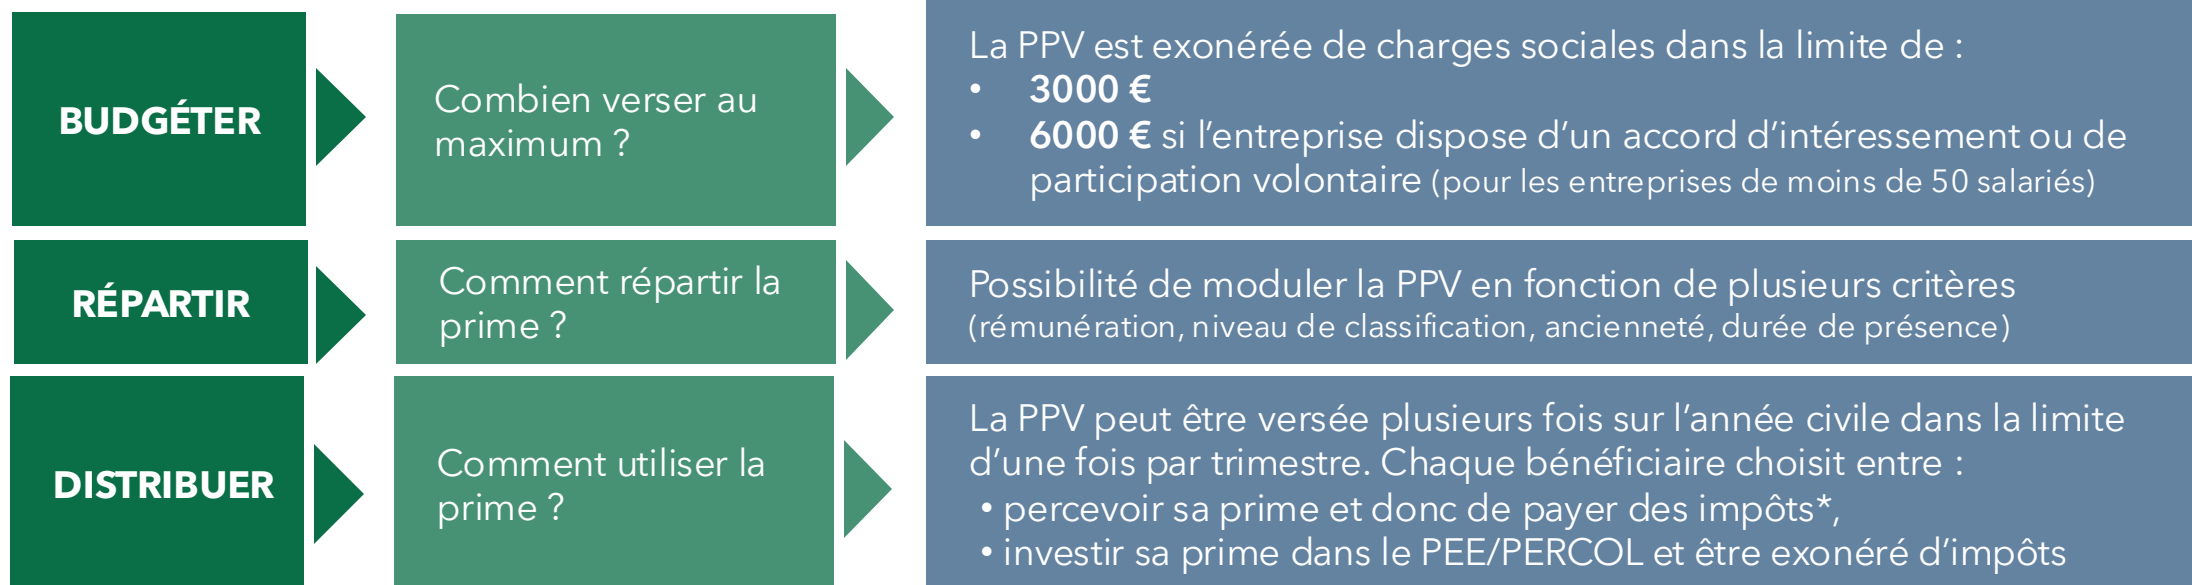 BUDGÉTER
Combien verser au
maximum ?
La PPV est exonérée de charges sociales dans la limite de :
• 3000 €
• 6000 € si l’entreprise dispose d’un accord d’intéressement ou de
participation volontaire (pour les entreprises de moins de 50 salariés)
RÉPARTIR
Comment répartir la
prime ?
Possibilité de moduler la PPV en fonction de plusieurs critères
(rémunération, niveau de classification, ancienneté, durée de présence)
DISTRIBUER
Comment utiliser la
prime ?
La PPV peut être versée plusieurs fois sur l’année civile dans la limite
d’une fois par trimestre. Chaque bénéficiaire choisit entre :
• percevoir sa prime et donc de payer des impôts*,
• investir sa prime dans le PEE/PERCOL et être exonéré d’impôts